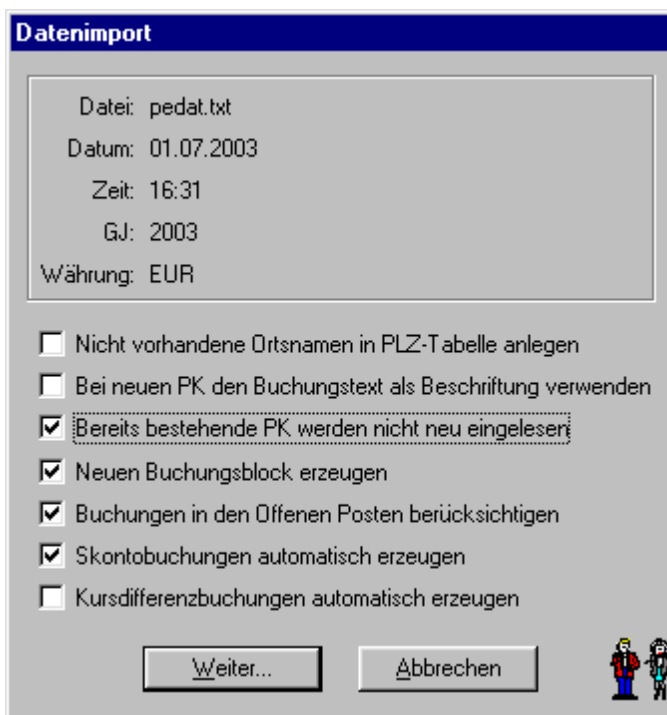 Datenimport
Datei: pedat.txt
Datum: 01.07.2003
Zeit: 16:31
GJ: 2003
Währung: EUR
Nicht vorhandene Ortsnamen in PLZ-Tabelle anlegen
Bei neuen PK den Buchungstext als Beschriftung verwenden
Bereits bestehende PK werden nicht neu eingelesen
Neuen Buchungsblock erzeugen
Buchungen in den Offenen Posten berücksichtigen
Skontobuchungen automatisch erzeugen
Kursdifferenzbuchungen automatisch erzeugen
Weiter... Abbrechen